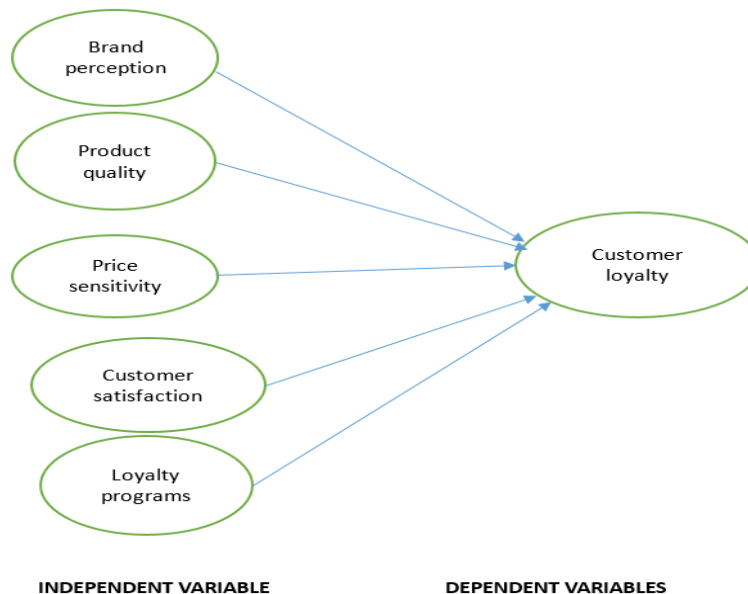 Brand
perception
Product
quality
Price
sensitivity
Customer
loyalty
Customer
satisfaction
Loyalty
programs
INDEPENDENT VARIABLE
DEPENDENT VARIABLES